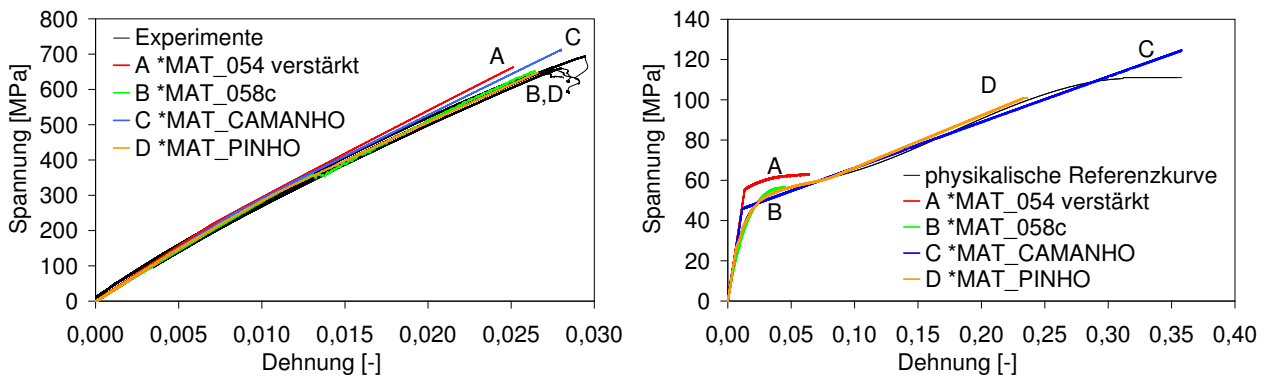 800
700
600
500
400
300
200
100
0
Spannung [MPa]
Experimente
A *MAT_054 verstärkt
B *MAT_058c
C *MAT_CAMANHO
D *MAT_PINHO
A
C
B,D
0,000 0,005 0,010 0,015 0,020 0,025 0,030
Dehnung [-]
140
120
100
80
60
40
20
0
Spannung [MPa]
C
D
A
B
physikalische Referenzkurve
A *MAT_054 verstärkt
B *MAT_058c
C *MAT_CAMANHO
D *MAT_PINHO
0,00 0,05 0,10 0,15 0,20 0,25 0,30 0,35 0,40
Dehnung [-]